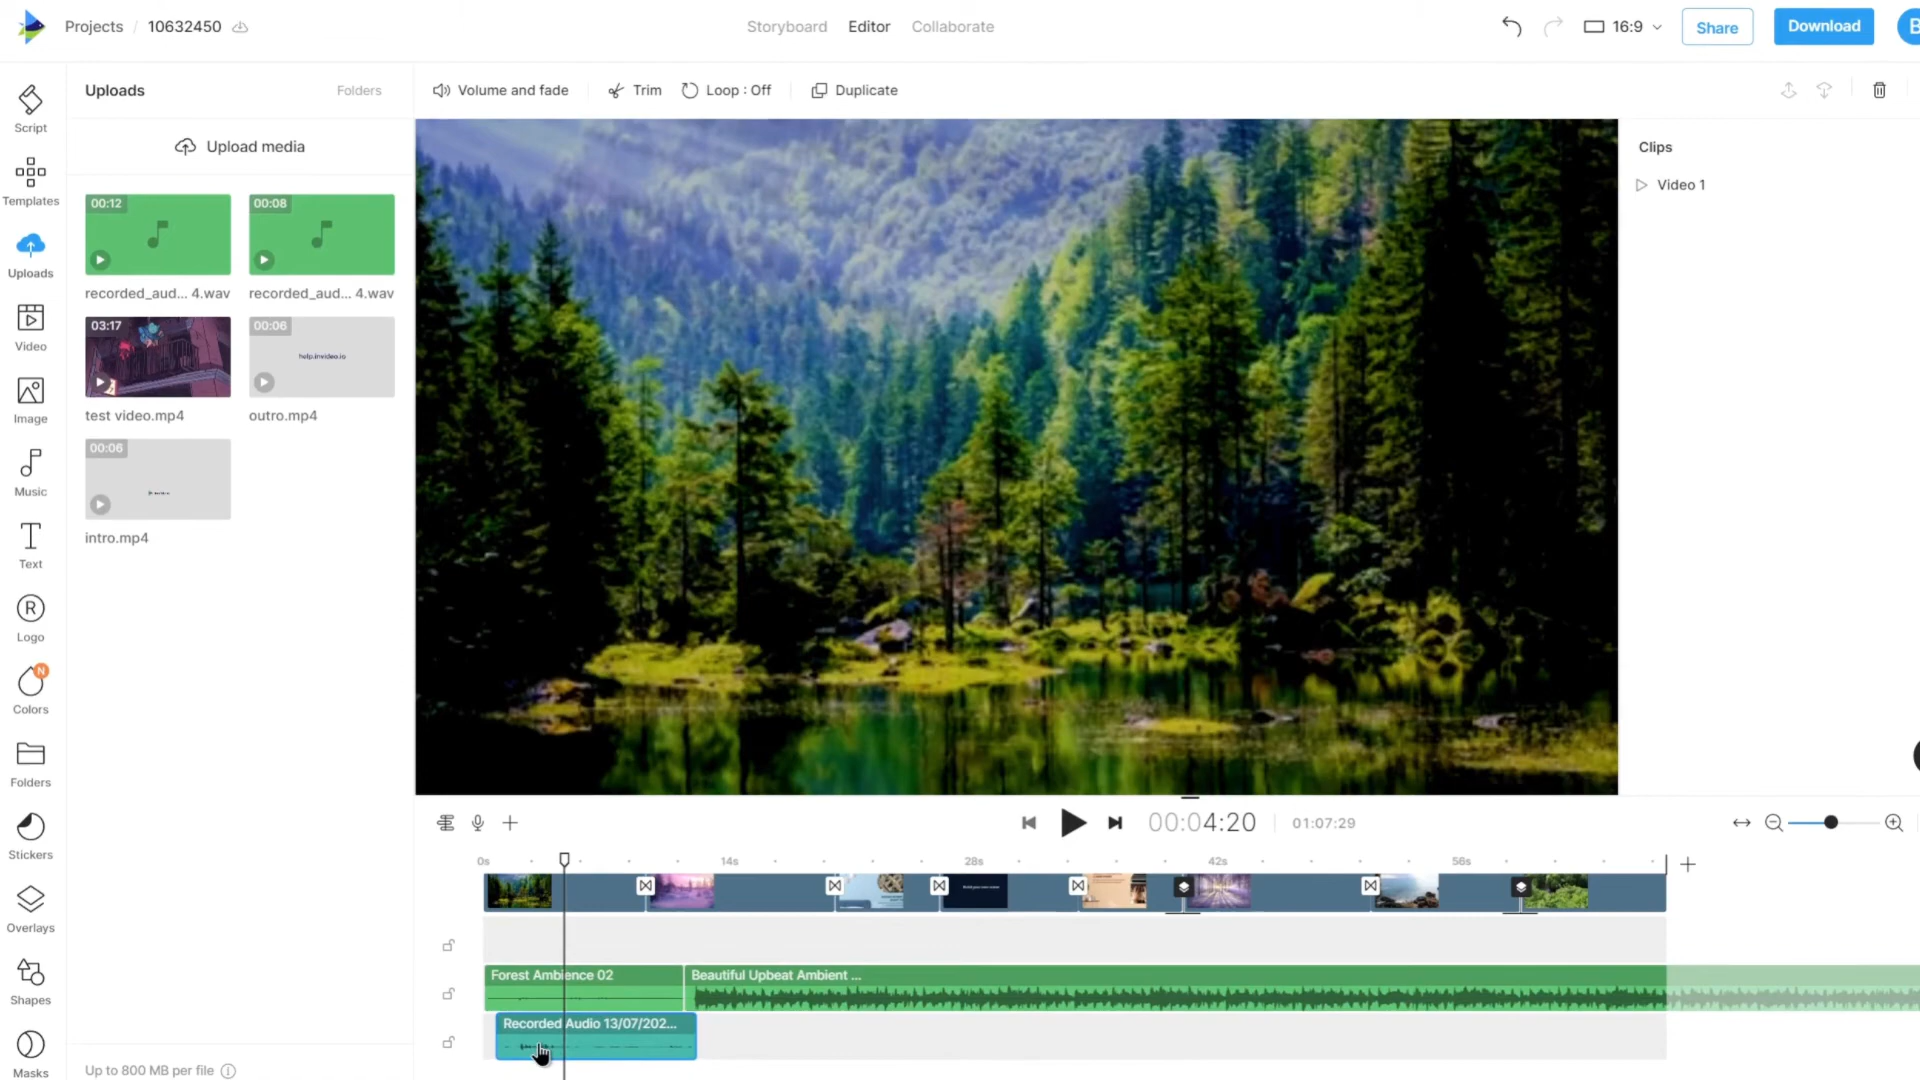 Projects / 10632450
Storyboard Editor Collaborate
16:9 Share Download B
Script
Templates
Uploads
Video
Image
Music
Text
R
Logo
N
Colors
Folders
Stickers
Overlays
Shapes
Masks
Uploads Folders
Upload media
00:12 00:08
recorded_aud... 4.wav recorded_aud... 4.wav
03:17 00:06
help.invideo.io
test video.mp4 outro.mp4
00:06
intro.mp4
Up to 800 MB per file
Volume and fade Trim Loop : Off Duplicate
Clips
Video 1
00:04:20 01:07:29
0s 14s 28s 42s 56s
Forest Ambience 02 Beautiful Upbeat Ambient ...
Recorded Audio 13/07/202...